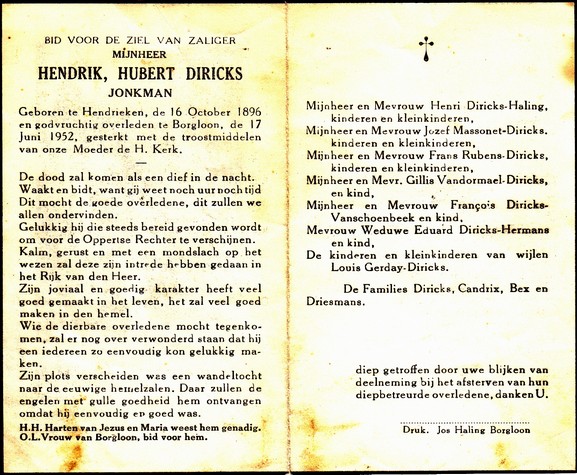 BID VOOR DE ZIEL VAN ZALIGER
MIJNHEER
HENDRIK, HUBERT DIRICKS
JONKMAN
Geboren te Hendrieken, de 16 October 1896
en godvruchtig overleden te Borgloon, de 17
Juni 1952, gesterkt met de troostmiddelen
van onze Moeder de H. Kerk.
De dood zal komen als een dief in de nacht.
Waakt en bidt, want gij weet noch uur noch tijd
Dit mocht de goede overledene, dit zullen we
allen ondervinden.
Gelukkig hij die steeds bereid gevonden wordt
om voor de Oppertse Rechter te verschijnen.
Kalm, gerust en met een mondslach op het
wezen zal deze zijn intrede hebben gedaan in
het Rijk van den Heer.
Zijn joviaal en goedig karakter heeft veel
goed gemaakt in het leven, het zal veel goed
maken in den hemel.
Wie de dierbare overledene mocht tegenko-
men, zal er nog over verwonderd staan dat hij
een iedereen zo eenvoudig kon gelukkig ma-
ken.
Zijn plots verscheiden was een wandeltocht
naar de eeuwige hemelzalen. Daar zullen de
engelen met gulle goedheid hem ontvangen
omdat hij eenvoudig en goed was.
H.H. Harten van Jezus en Maria weest hem genadig.
O.L.Vrouw van Borgloon, bid voor hem.
Mijnheer en Mevrouw Henri Diricks-Haling,
kinderen en kleinkinderen,
Mijnheer en Mevrouw Jozef Massonet-Diricks.
kinderen en kleinkinderen,
Mijnheer en Mevrouw Frans Rubens-Diricks,
kinderen en kleinkinderen,
Mijnheer en Mevr. Gillis Vandormael-Diricks,
en kind,
Mijnheer en Mevrouw François Diricks-
Vanschoenbeek en kind,
Mevrouw Weduwe Eduard Diricks-Hermans
en kind,
De kinderen en kleinkinderen van wijlen
Louis Gerday-Diricks.
De Families Diricks, Candrix, Bex en
Driesmans.
diep getroffen door uwe blijken van
deelneming bij het afsterven van hun
diepbetreurde overledene, danken U.
Druk. Jos Haling Borgloon